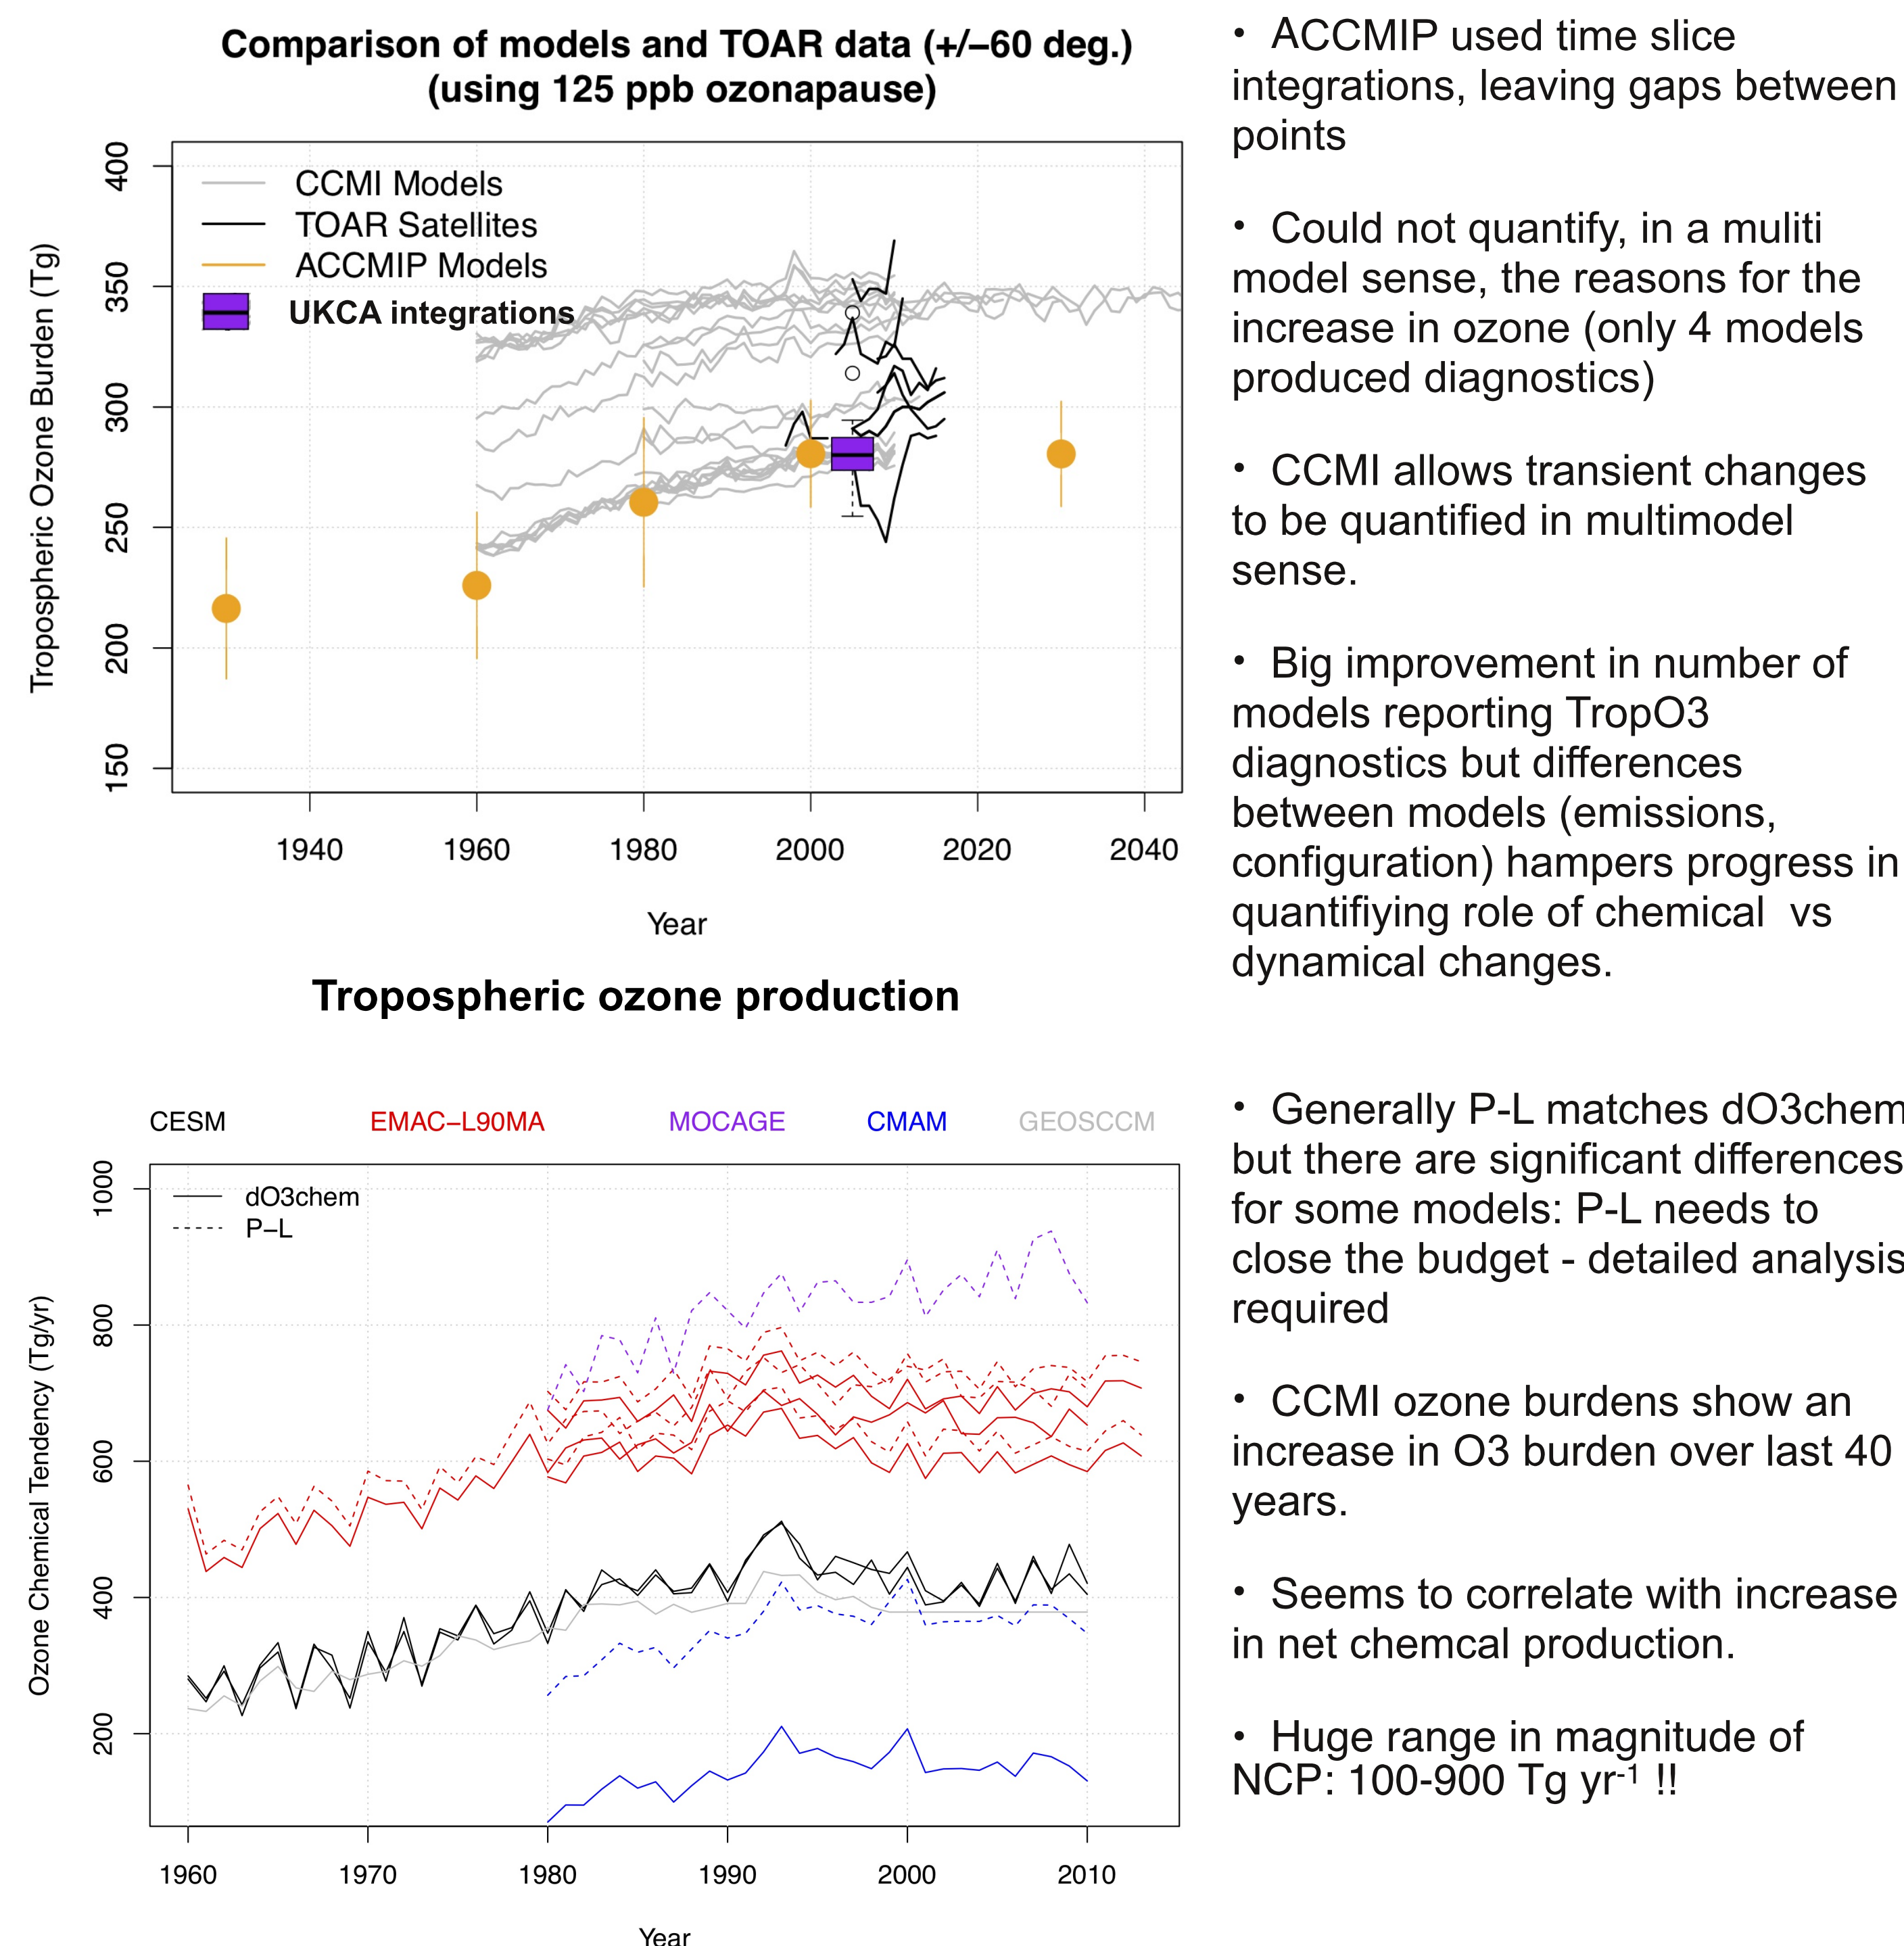 Comparison of models and TOAR data (+/−60 deg.)
(using 125 ppb ozonapause)
Tropospheric Ozone Burden (Tg)
400
350
300
250
200
150
CCMI Models
TOAR Satellites
ACCMIP Models
UKCA integrations
1940
1960
1980
2000
2020
2040
Year
• ACCMIP used time slice
integrations, leaving gaps between
points
• Could not quantify, in a muliti
model sense, the reasons for the
increase in ozone (only 4 models
produced diagnostics)
• CCMI allows transient changes
to be quantified in multimodel
sense.
• Big improvement in number of
models reporting TropO3
diagnostics but differences
between models (emissions,
configuration) hampers progress in
quantifiying role of chemical vs
dynamical changes.
Tropospheric ozone production
CESM
EMAC−L90MA
MOCAGE
CMAM
GEOSCCM
Ozone Chemical Tendency (Tg/yr)
1000
800
600
400
200
dO3chem
P−L
1960
1970
1980
1990
2000
2010
Year
• Generally P-L matches dO3chem
but there are significant differences
for some models: P-L needs to
close the budget - detailed analysis
required
• CCMI ozone burdens show an
increase in O3 burden over last 40
years.
• Seems to correlate with increase
in net chemcal production.
• Huge range in magnitude of
NCP: 100-900 Tg yr-1 !!